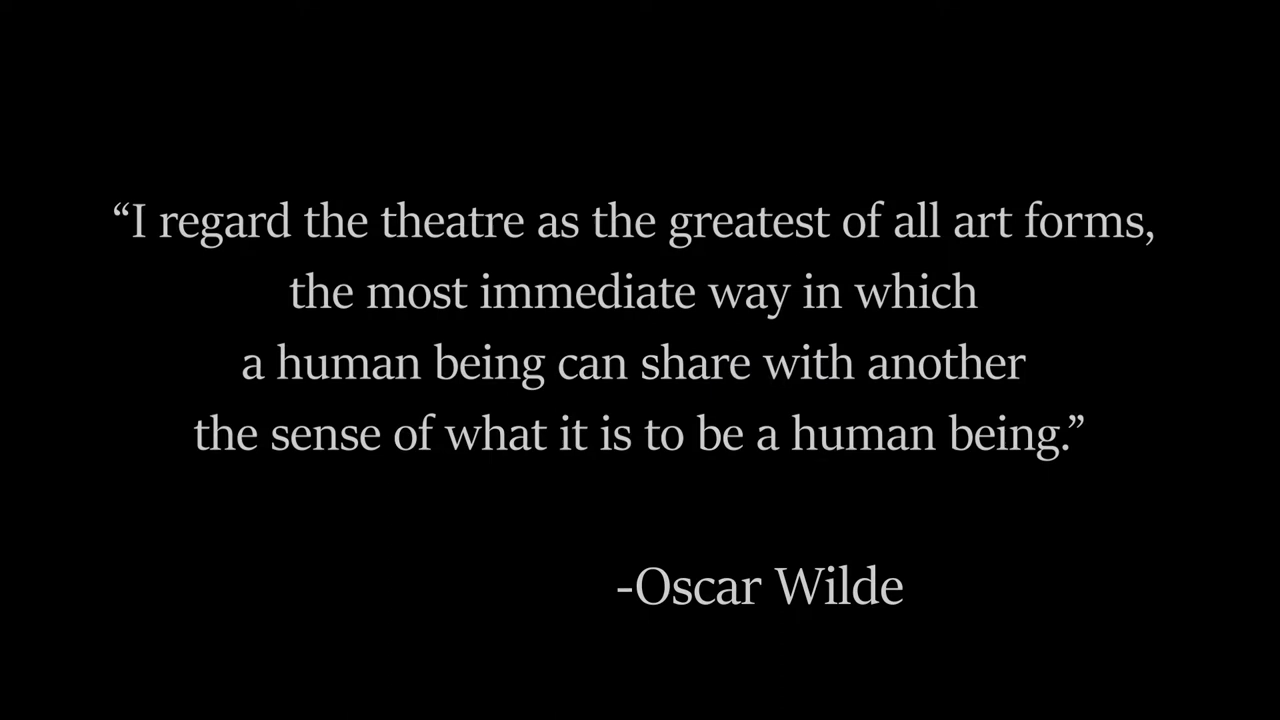 “I regard the theatre as the greatest of all art forms,
the most immediate way in which
a human being can share with another
the sense of what it is to be a human being.”
-Oscar Wilde